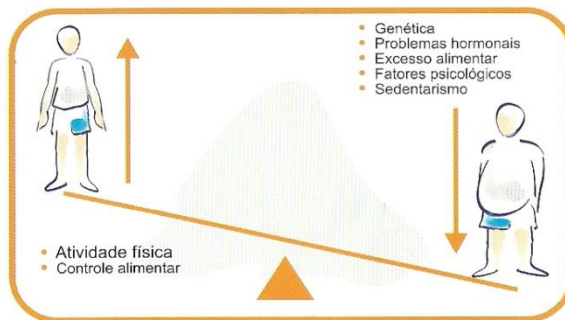 • Genética
• Problemas hormonais
• Excesso alimentar
• Fatores psicológicos
• Sedentarismo
• Atividade física
• Controle alimentar